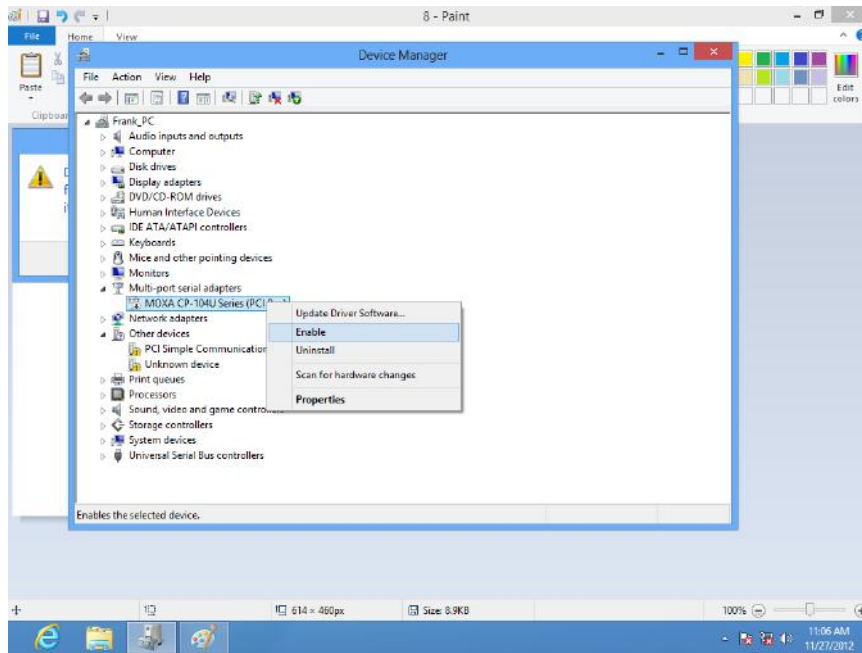 8 - Paint
File Home View
Paste
Clipboar
Edit
colors
Device Manager
File Action View Help
Frank_PC
Audio inputs and outputs
Computer
Disk drives
Display adapters
DVD/CD-ROM drives
Human Interface Devices
IDE ATA/ATAPI controllers
Keyboards
Mice and other pointing devices
Monitors
Multi-port serial adapters
MOXA CP-104U Series (PCI
Network adapters
Other devices
PCI Simple Communication
Unknown device
Print queues
Processors
Sound, video and game
Storage controllers
System devices
Universal Serial Bus controllers
Update Driver Software...
Enable
Uninstall
Scan for hardware changes
Properties
Enables the selected device.
614 × 460px
Size: 8.9KB
100%
11:06 AM
11/27/2012